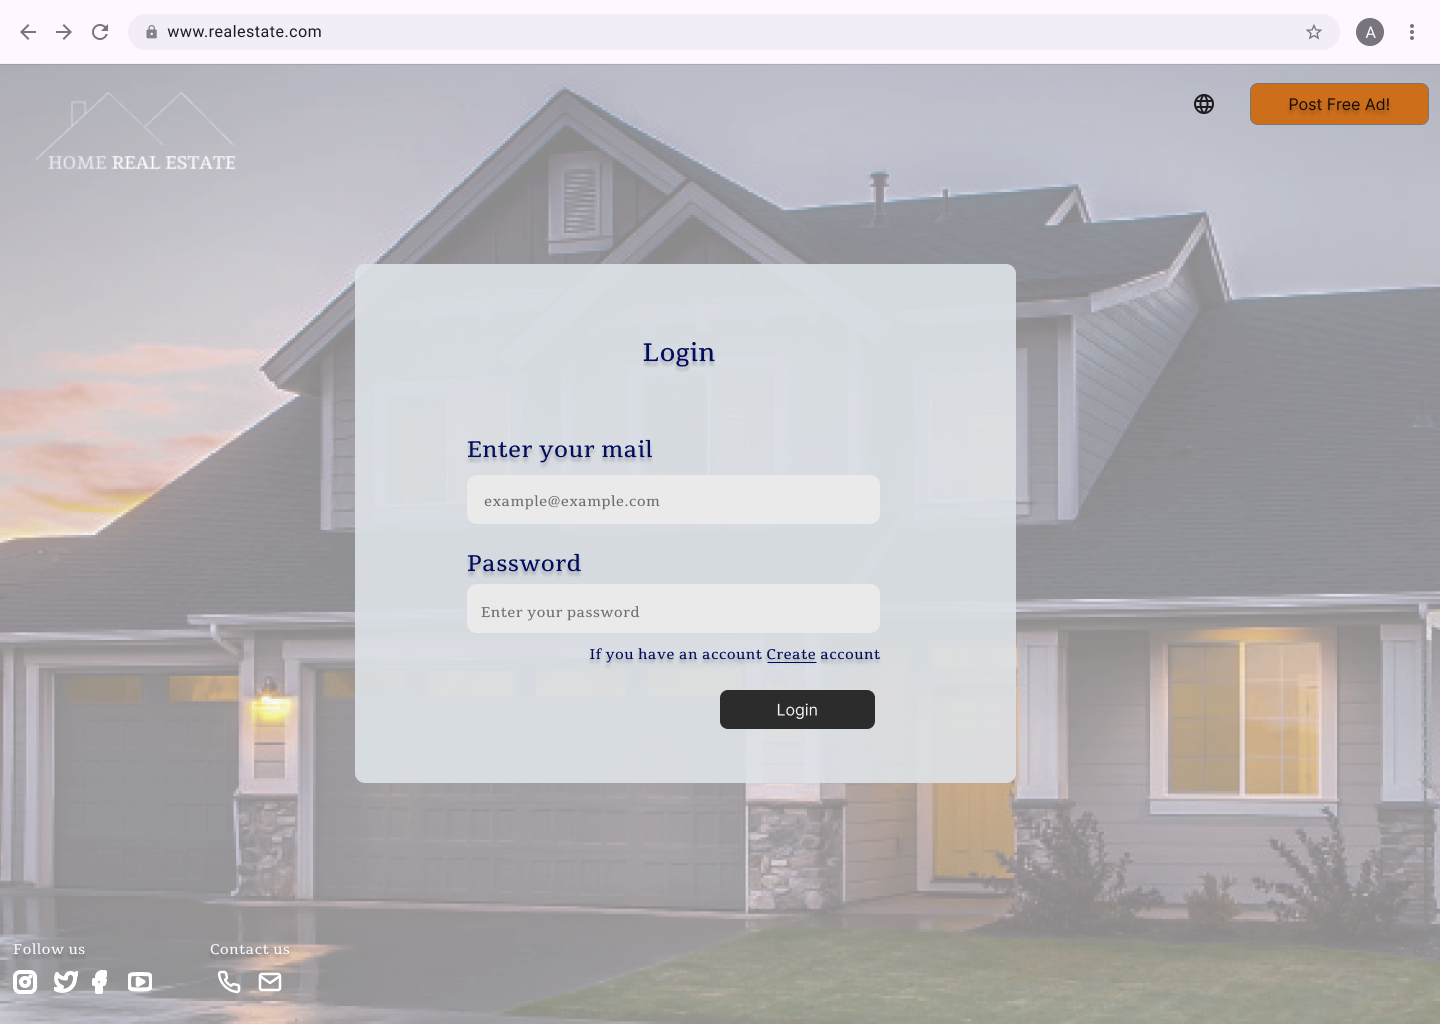 www.realestate.com
A
Post Free Ad!
HOME REAL ESTATE
Login
Enter your mail
example@example.com
Password
Enter your password
If you have an account Create account
Login
Follow us
Contact us